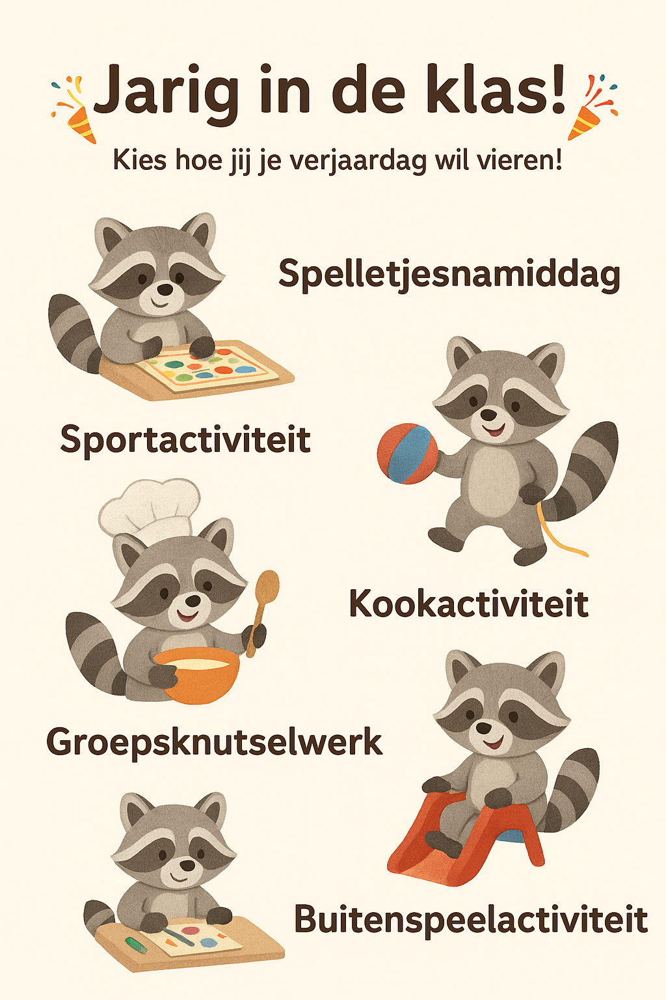 Jarig in de klas!
Kies hoe jij je verjaardag wil vieren!
Spelletjesnamiddag
Sportactiviteit
Kookactiviteit
Groepsknutselwerk
Buitenspeelactiviteit